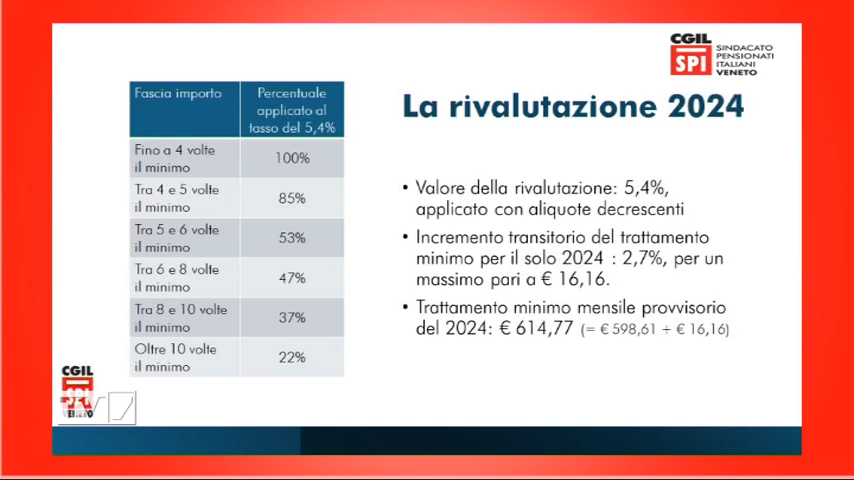 CGIL
SPI
SINDACATO
PENSIONATI
ITALIANI
VENETO
La rivalutazione 2024
Fascia importo
Percentuale
applicato al
tasso del 5,4%
Fino a 4 volte
il minimo
100%
Tra 4 e 5 volte
il minimo
85%
Tra 5 e 6 volte
il minimo
53%
Tra 6 e 8 volte
il minimo
47%
Tra 8 e 10 volte
il minimo
37%
Oltre 10 volte
il minimo
22%
• Valore della rivalutazione: 5,4%,
applicato con aliquote decrescenti
• Incremento transitorio del trattamento
minimo per il solo 2024 : 2,7%, per un
massimo pari a € 16,16.
• Trattamento minimo mensile provvisorio
del 2024: € 614,77 (= € 598,61 + € 16,16)
CGIL
SPI
VENETO